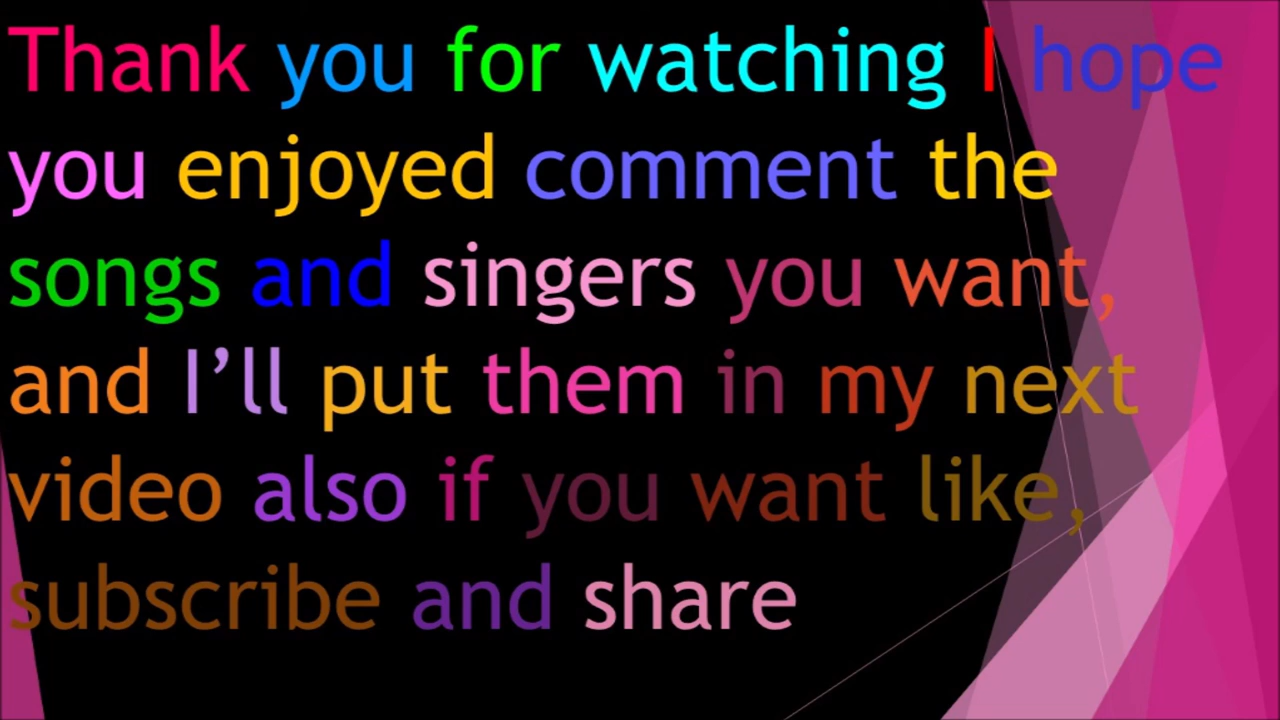 Thank you for watching I hope
you enjoyed comment the
songs and singers you want,
and I’ll put them in my next
video also if you want like,
subscribe and share